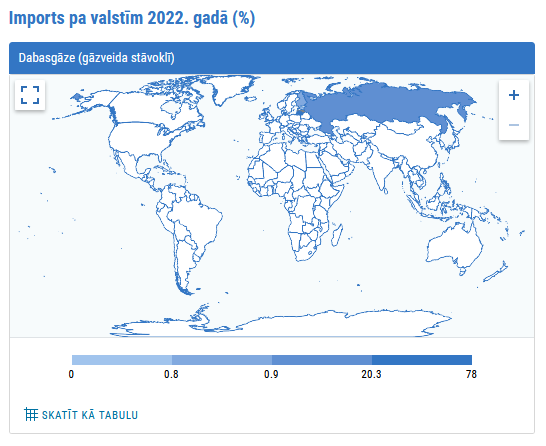 Imports pa valstīm 2022. gadā (%)
Dabasgāze (gāzveida stāvoklī)
+
−
0 0.8 0.9 20.3 78
SKATĪT KĀ TABULU